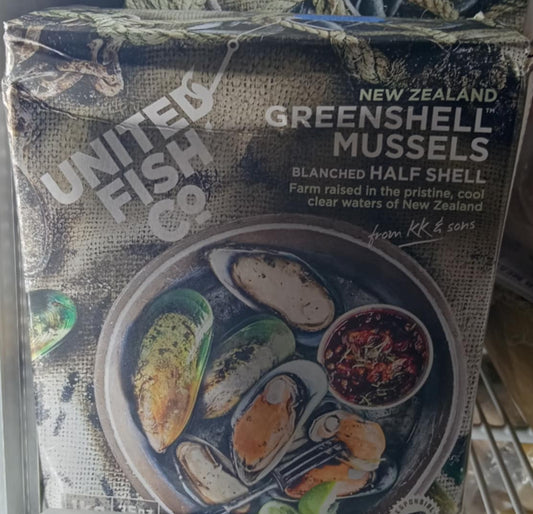 UNITED
FISH
Co.
NEW ZEALAND
GREENSHELL™
MUSSELS
BLANCHED HALF SHELL
Farm raised in the pristine, cool
clear waters of New Zealand
from KK & sons